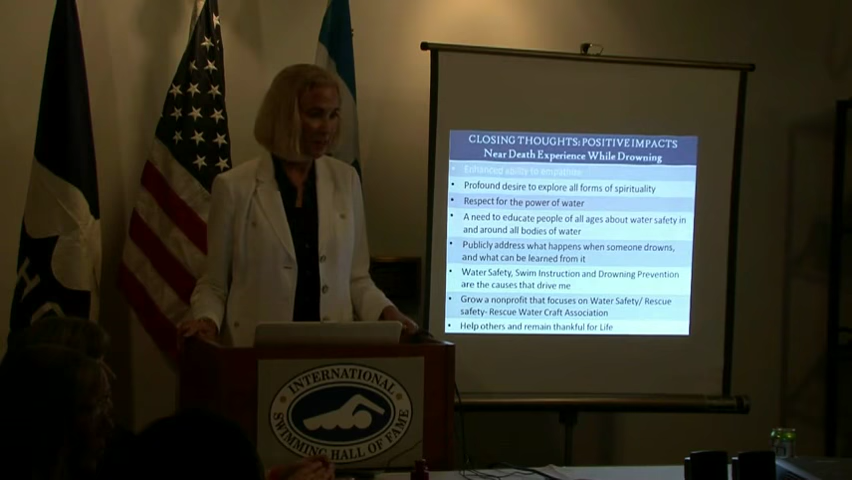 CLOSING THOUGHTS: POSITIVE IMPACTS
Near Death Experience While Drowning
• Enhanced ability to empathize
• Profound desire to explore all forms of spirituality
• Respect for the power of water
• A need to educate people of all ages about water safety in
and around all bodies of water
• Publicly address what happens when someone drowns,
and what can be learned from it
• Water Safety, Swim Instruction and Drowning Prevention
are the causes that drive me
• Grow a nonprofit that focuses on Water Safety/ Rescue
safety- Rescue Water Craft Association
• Help others and remain thankful for Life
INTERNATIONAL
SWIMMING HALL OF FAME